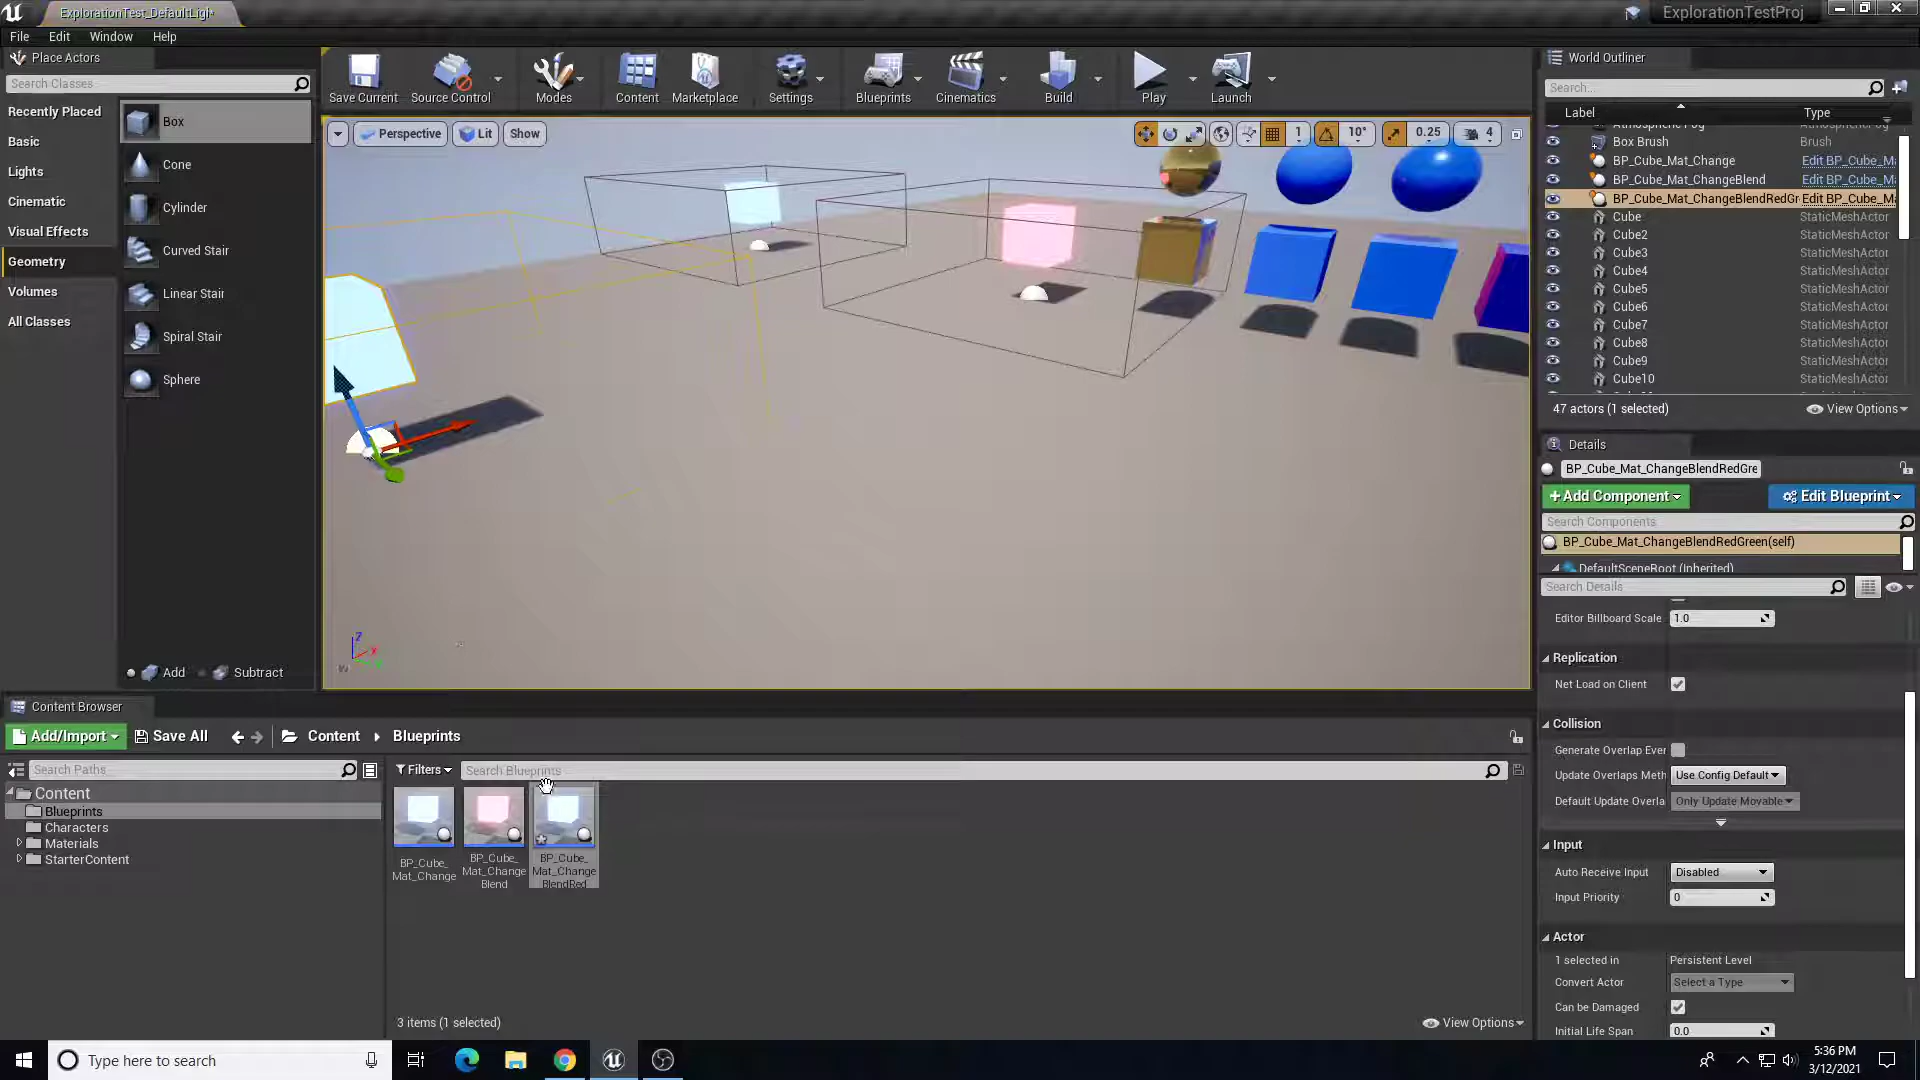 ExplorationTest_DefaultLigh*
ExplorationTestProj
File Edit Window Help
Place Actors
Search Classes
Recently Placed
Basic
Lights
Cinematic
Visual Effects
Geometry
Volumes
All Classes
Box
Cone
Cylinder
Curved Stair
Linear Stair
Spiral Stair
Sphere
Add Subtract
Save Current
Source Control
Modes
Content
Marketplace
Settings
Blueprints
Cinematics
Build
Play
Launch
Perspective Lit Show
1 10° 0.25 4
Z
X
World Outliner
Search...
Label Type
Atmospheric Fog
Box Brush Brush
BP_Cube_Mat_Change Edit BP_Cube_Ma
BP_Cube_Mat_ChangeBlend Edit BP_Cube_Ma
BP_Cube_Mat_ChangeBlendRedGr Edit BP_Cube_Ma
Cube StaticMeshActor
Cube2 StaticMeshActor
Cube3 StaticMeshActor
Cube4 StaticMeshActor
Cube5 StaticMeshActor
Cube6 StaticMeshActor
Cube7 StaticMeshActor
Cube8 StaticMeshActor
Cube9 StaticMeshActor
Cube10 StaticMeshActor
47 actors (1 selected)
View Options
Details
BP_Cube_Mat_ChangeBlendRedGre
+Add Component
Edit Blueprint
Search Components
BP_Cube_Mat_ChangeBlendRedGreen(self)
DefaultSceneRoot (Inherited)
Search Details
Editor Billboard Scale 1.0
Replication
Net Load on Client
Collision
Generate Overlap Ever
Update Overlaps Meth Use Config Default
Default Update Overla Only Update Movable
Input
Auto Receive Input Disabled
Input Priority 0
Actor
1 selected in Persistent Level
Convert Actor Select a Type
Can be Damaged
Initial Life Span 0.0
Content Browser
Add/Import Save All Content Blueprints
Search Paths
Content
Blueprints
Characters
Materials
StarterContent
Filters Search Blueprints
BP_Cube_
Mat_Change
BP_Cube_
Mat_Change
Blend
BP_Cube_
Mat_Change
BlendRed
3 items (1 selected)
View Options
Type here to search
5:36 PM
3/12/2021